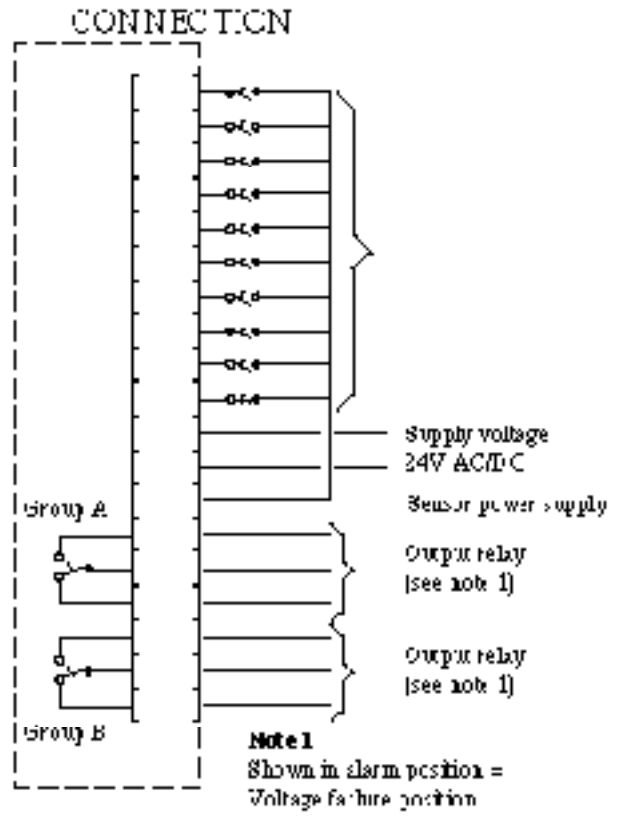 CONNECTION
Supply voltage
24V AC/DC
Sensor power supply
Group A
Output relay
(see note 1)
Output relay
(see note 1)
Group B
Note 1
Shown in alarm position =
Voltage failure position